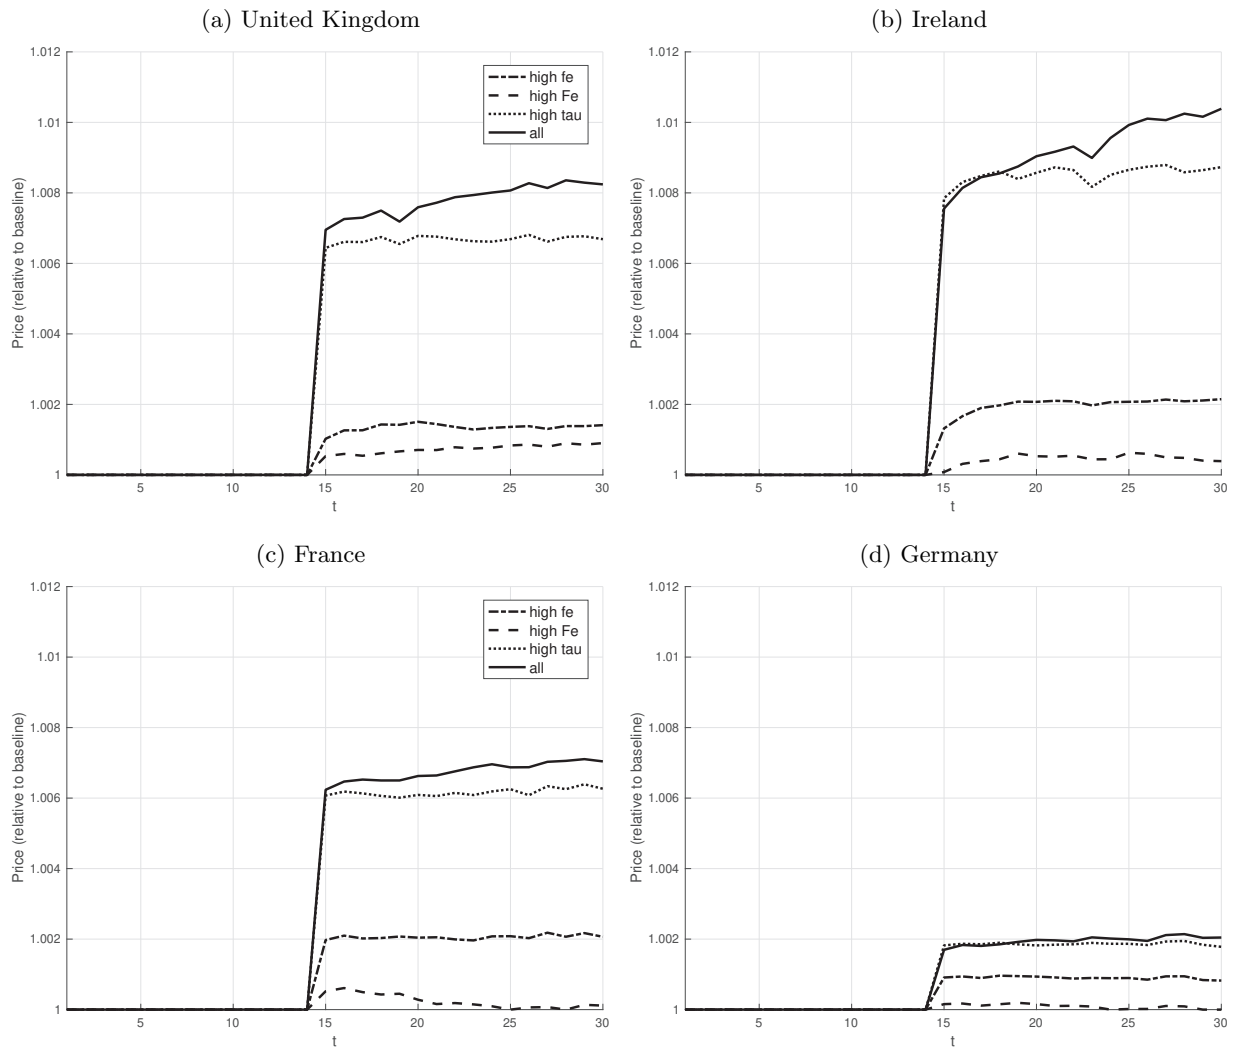 (a) United Kingdom
1.012
1.01
1.008
1.006
1.004
1.002
1
Price (relative to baseline)
high fe
high Fe
high tau
all
5 10 15 20 25 30
t
(b) Ireland
1.012
1.01
1.008
1.006
1.004
1.002
1
Price (relative to baseline)
5 10 15 20 25 30
t
(c) France
1.012
1.01
1.008
1.006
1.004
1.002
1
Price (relative to baseline)
high fe
high Fe
high tau
all
5 10 15 20 25 30
t
(d) Germany
1.012
1.01
1.008
1.006
1.004
1.002
1
Price (relative to baseline)
5 10 15 20 25 30
t